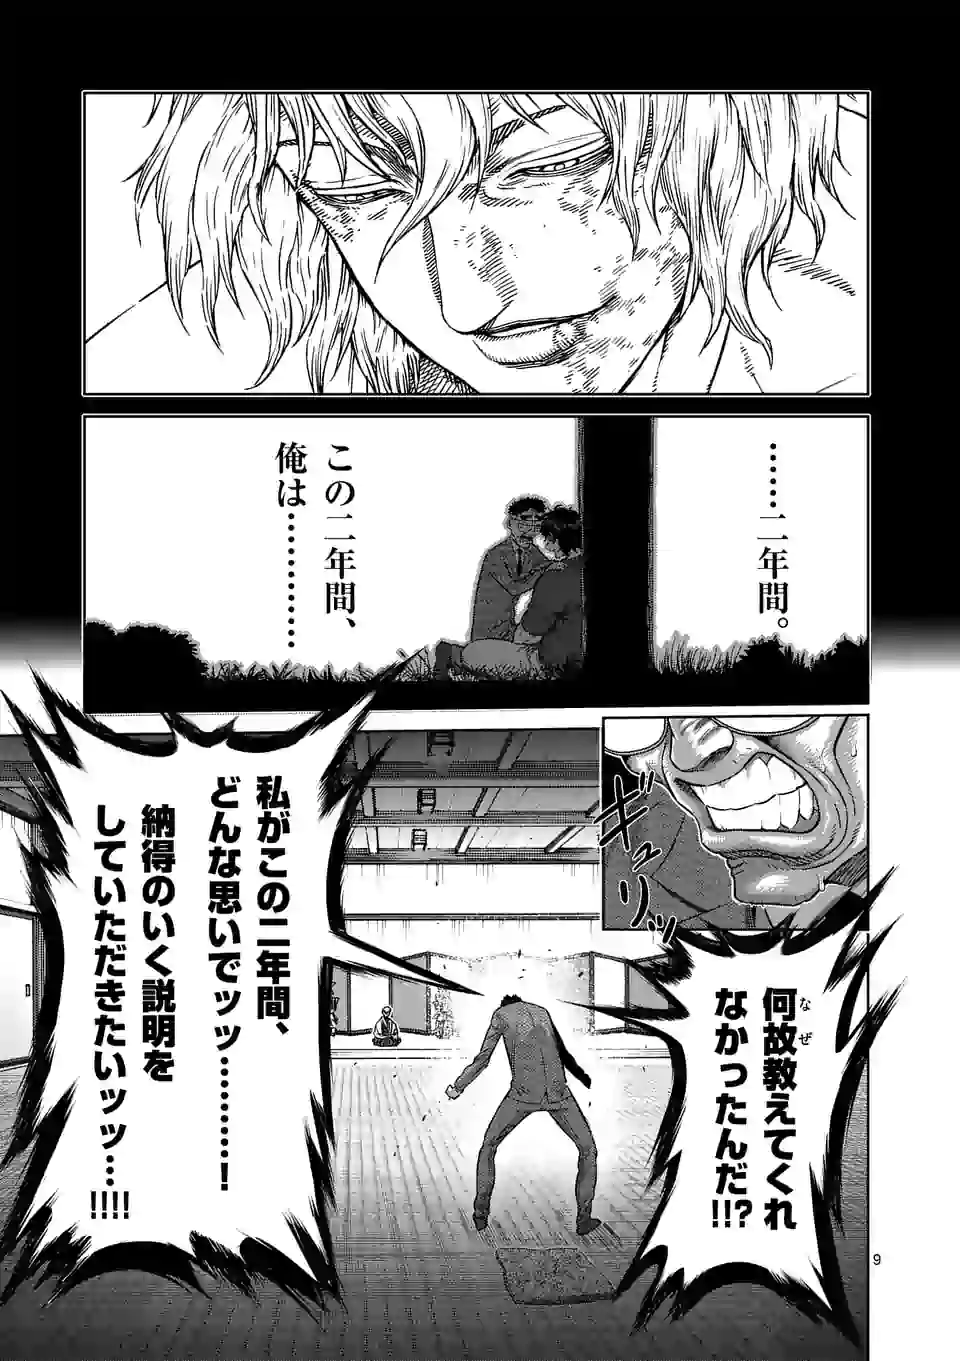 ……二年間。
この二年間、
俺は…………
ギュリッ
何故教えてくれ
なぜ
なかったんだ!!?
私がこの二年間、
どんな思いでッッ…………!
納得のいく説明を
していただきたいッッ…!!!!
9